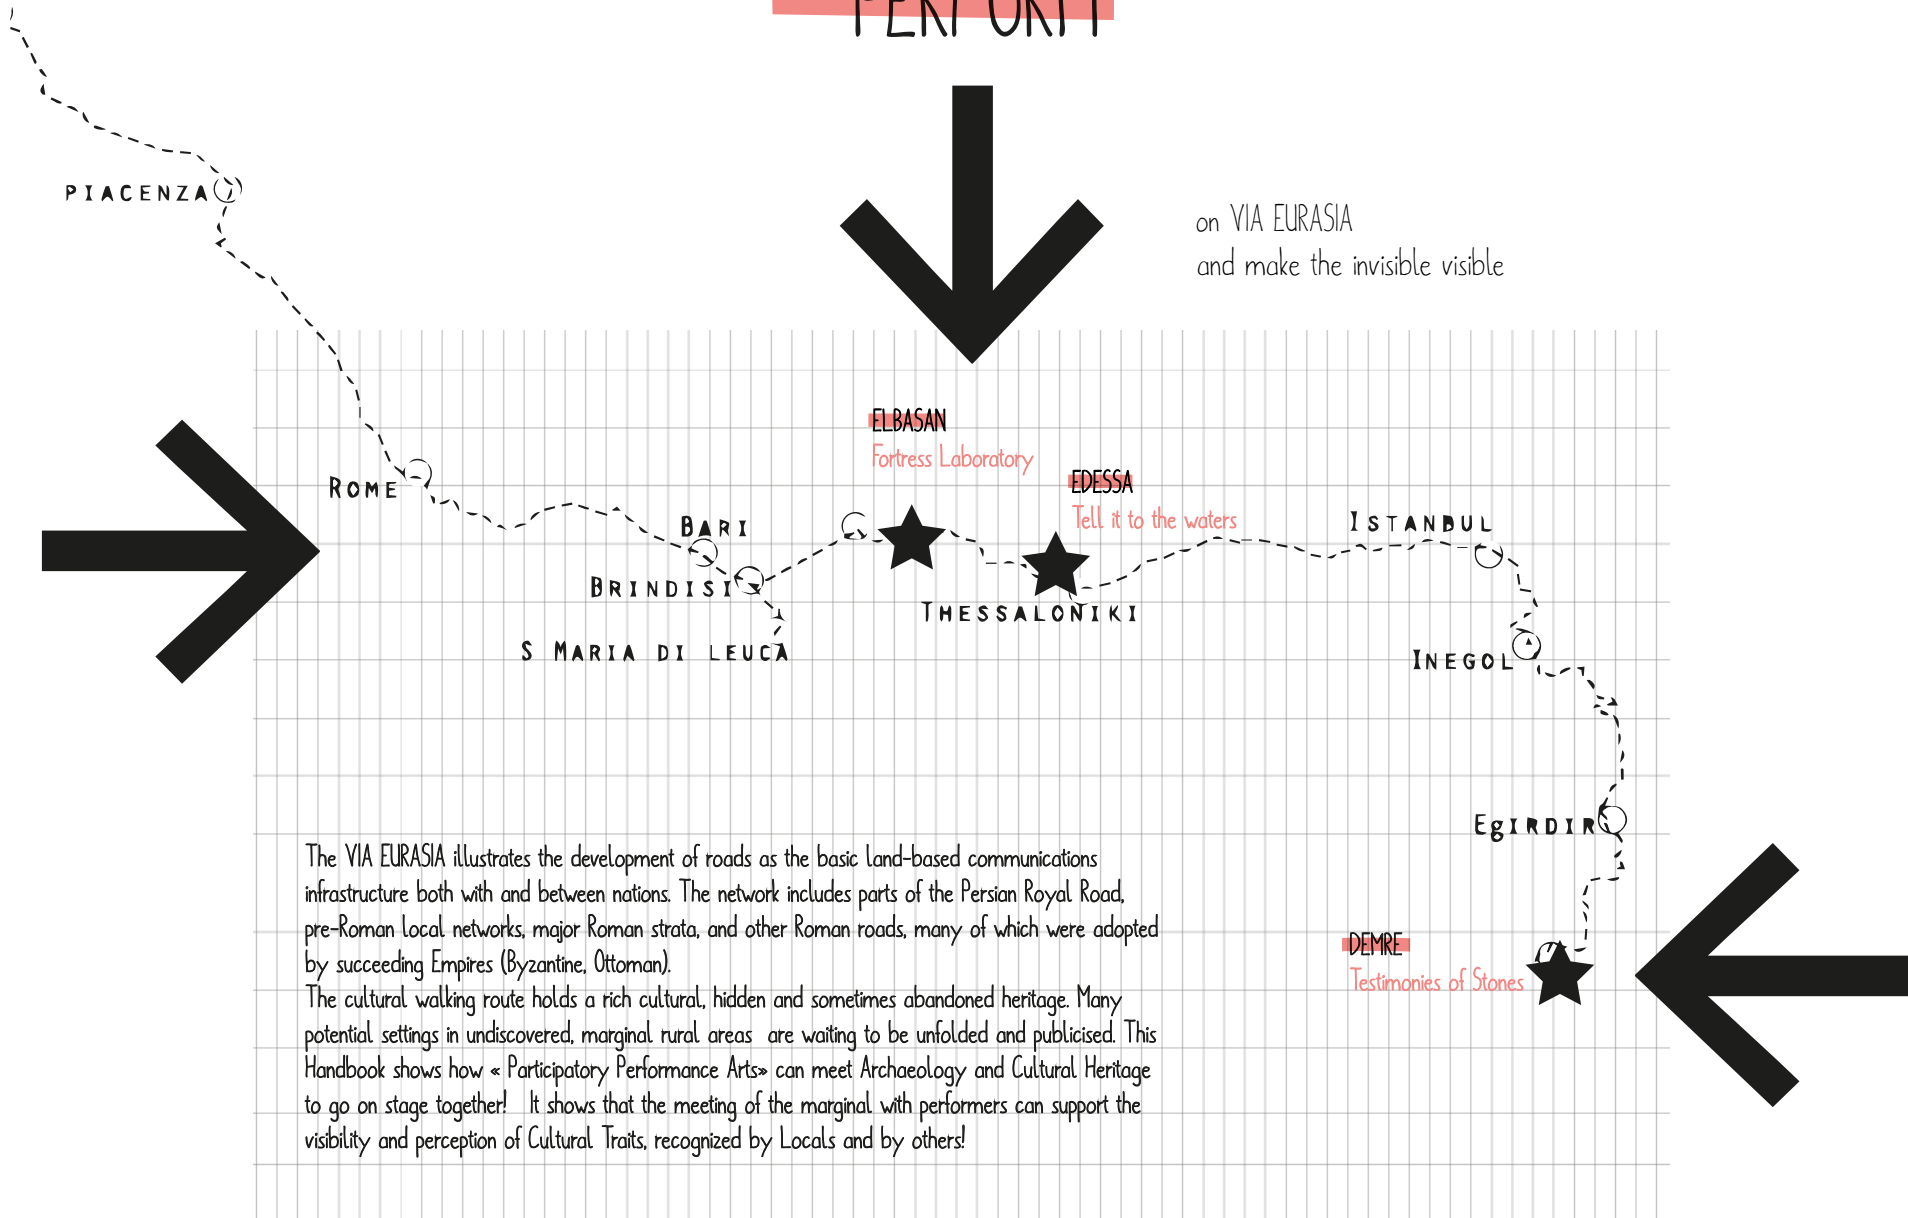 PERFORM
PIACENZA
on VIA EURASIA
and make the invisible visible
ELBASAN
Fortress Laboratory
EDESSA
Tell it to the waters
ROME
BARI
ISTANBUL
BRINDISI
THESSALONIKI
S MARIA DI LEUCA
INEGOL
EgIRDIR
The VIA EURASIA illustrates the development of roads as the basic land-based communications
infrastructure both with and between nations. The network includes parts of the Persian Royal Road,
pre-Roman local networks, major Roman strata, and other Roman roads, many of which were adopted
by succeeding Empires (Byzantine, Ottoman).
The cultural walking route holds a rich cultural, hidden and sometimes abandoned heritage. Many
potential settings in undiscovered, marginal rural areas are waiting to be unfolded and publicised. This
Handbook shows how « Participatory Performance Arts» can meet Archaeology and Cultural Heritage
to go on stage together! It shows that the meeting of the marginal with performers can support the
visibility and perception of Cultural Traits, recognized by Locals and by others!
DEMRE
Testimonies of Stones